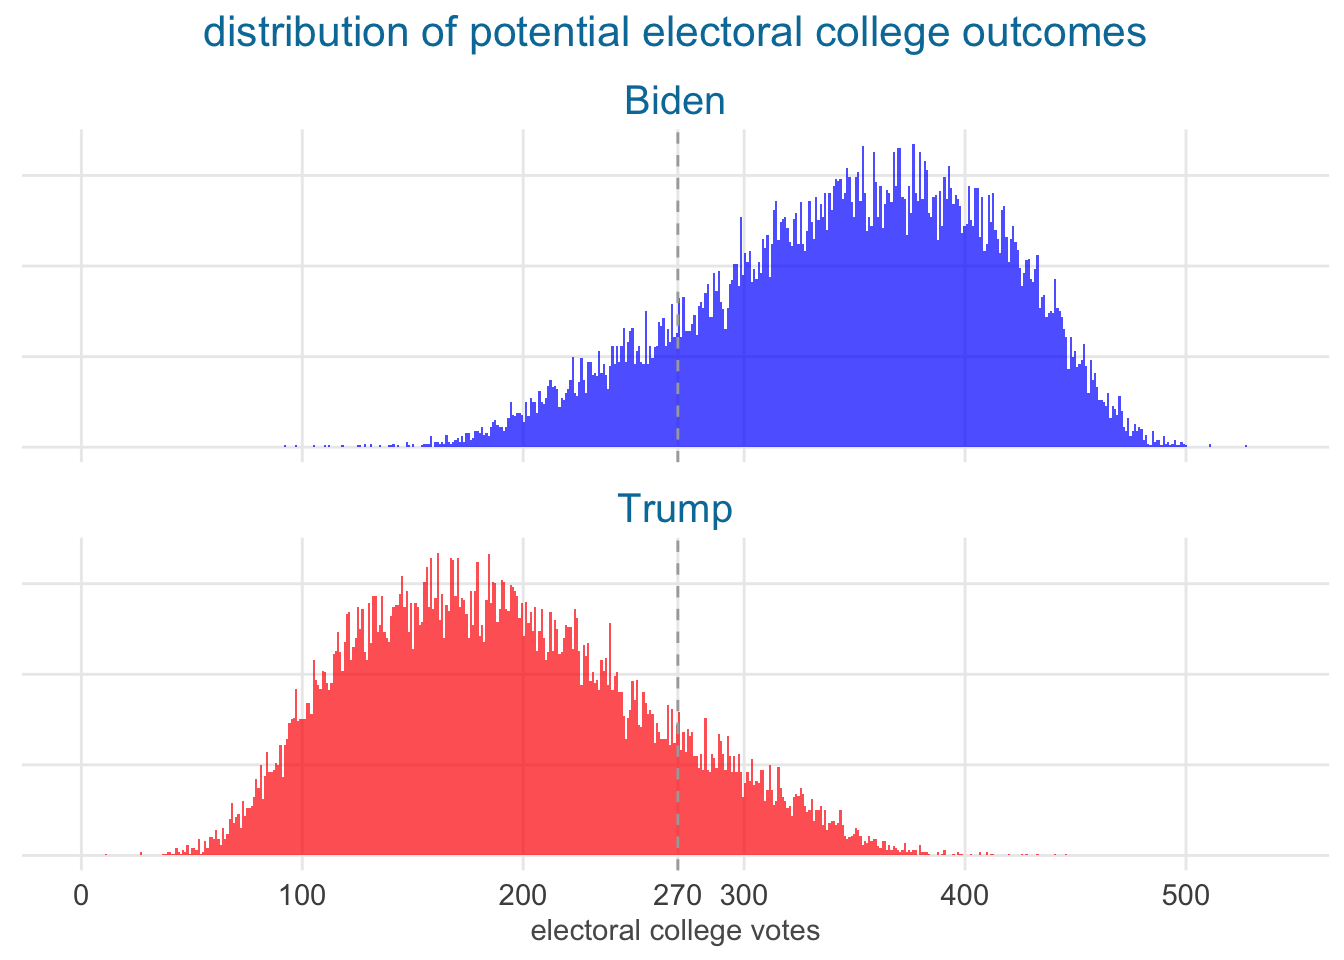 distribution of potential electoral college outcomes
Biden
Trump
0 100 200 270 300 400 500
electoral college votes